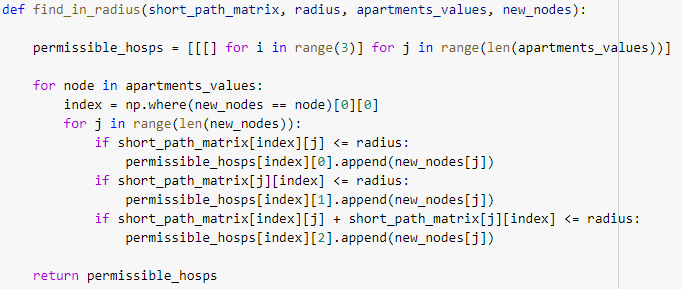 def find_in_radius(short_path_matrix, radius, apartments_values, new_nodes):
    permissible_hosps = [[[] for i in range(3)] for j in range(len(apartments_values))]
    for node in apartments_values:
        index = np.where(new_nodes == node)[0][0]
        for j in range(len(new_nodes)):
            if short_path_matrix[index][j] <= radius:
                permissible_hosps[index][0].append(new_nodes[j])
            if short_path_matrix[j][index] <= radius:
                permissible_hosps[index][1].append(new_nodes[j])
            if short_path_matrix[index][j] + short_path_matrix[j][index] <= radius:
                permissible_hosps[index][2].append(new_nodes[j])
    return permissible_hosps